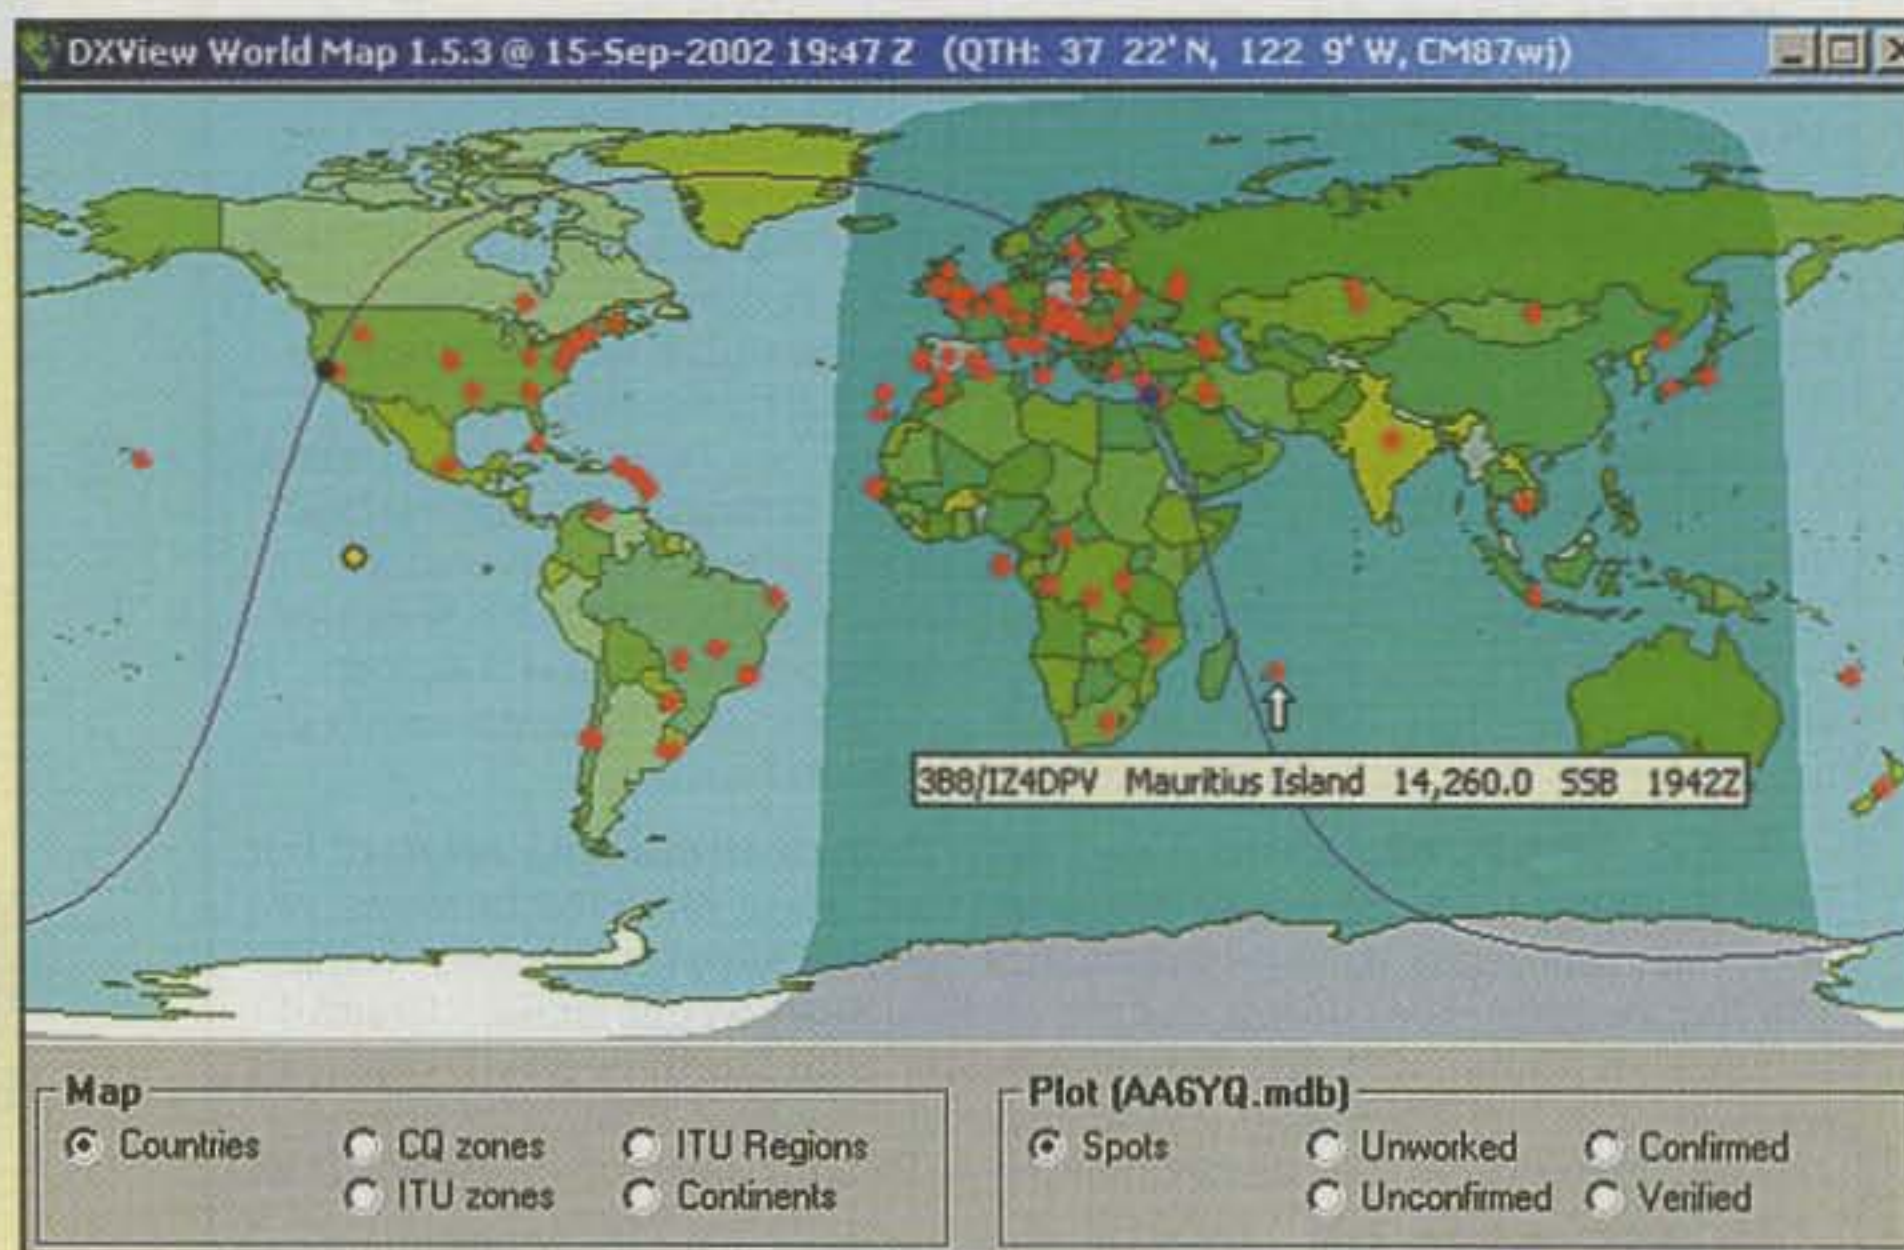 DXView World Map 1.5.3 @ 15-Sep-2002 19:47 Z (QTH: 37 22' N, 122 9' W, CM87wj)
3B8/IZ4DPV Mauritius Island 14,260.0 SSB 1942Z
Map
Countries CQ zones ITU Regions
ITU zones Continents
Plot (AA6YQ.mdb)
Spots Unworked Confirmed
Unconfirmed Verified